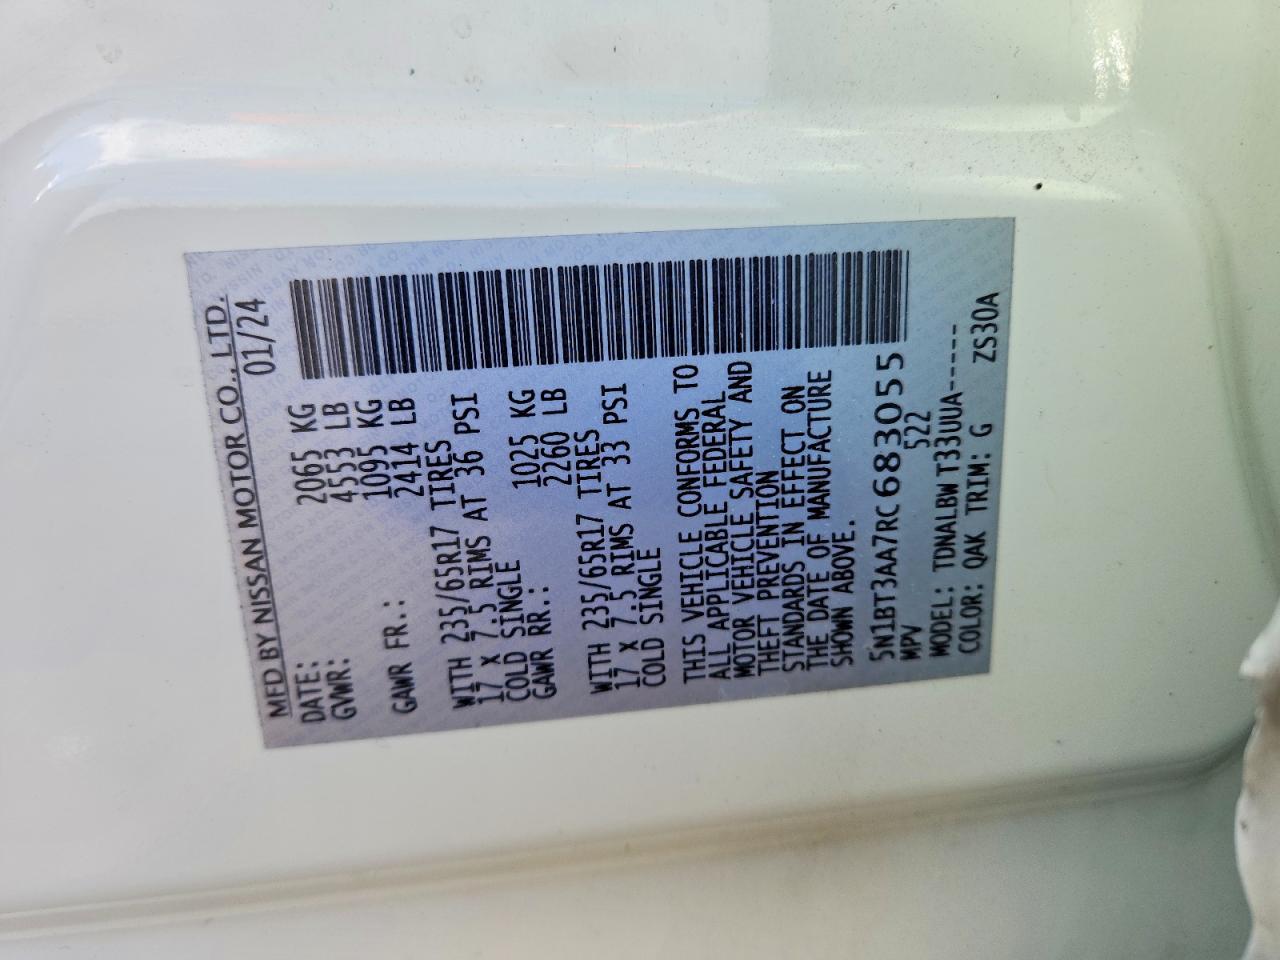 MFD BY NISSAN MOTOR CO., LTD.
DATE: 01/24
GVWR: 2065 KG
4553 LB
GAWR FR.: 1095 KG
2414 LB
WITH 235/65R17 TIRES
17 X 7.5 RIMS AT 36 PSI
COLD SINGLE
GAWR RR.: 1025 KG
2260 LB
WITH 235/65R17 TIRES
17 X 7.5 RIMS AT 33 PSI
COLD SINGLE
THIS VEHICLE CONFORMS TO
ALL APPLICABLE FEDERAL
MOTOR VEHICLE SAFETY AND
THEFT PREVENTION
STANDARDS IN EFFECT ON
THE DATE OF MANUFACTURE
SHOWN ABOVE.
5N1BT3AA7RC683055
MPV 522
MODEL: TDNALBW T33UUA-----
COLOR: QAK TRIM: G ZS30A